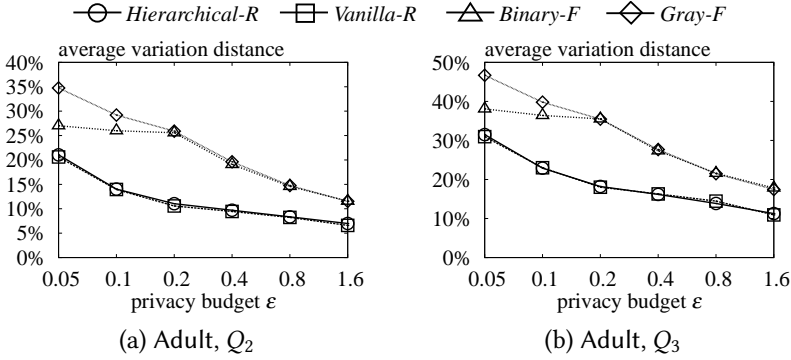 Hierarchical-R Vanilla-R Binary-F Gray-F
average variation distance
40%
35%
30%
25%
20%
15%
10%
5%
0%
0.05 0.1 0.2 0.4 0.8 1.6
privacy budget ε
(a) Adult, Q2
average variation distance
50%
40%
30%
20%
10%
0%
0.05 0.1 0.2 0.4 0.8 1.6
privacy budget ε
(b) Adult, Q3